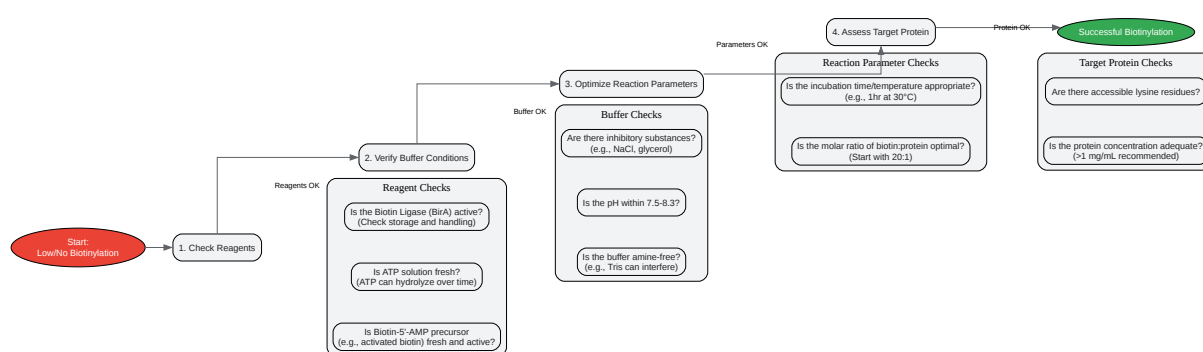 Start:
Low/No Biotinylation
1. Check Reagents
Reagents OK
2. Verify Buffer Conditions
Reagent Checks
Is the Biotin Ligase (BirA) active?
(Check storage and handling)
Is ATP solution fresh?
(ATP can hydrolyze over time)
Is Biotin-5'-AMP precursor
(e.g., activated biotin) fresh and active?
Buffer OK
3. Optimize Reaction Parameters
Buffer Checks
Are there inhibitory substances?
(e.g., NaCl, glycerol)
Is the pH within 7.5-8.3?
Is the buffer amine-free?
(e.g., Tris can interfere)
Parameters OK
4. Assess Target Protein
Reaction Parameter Checks
Is the incubation time/temperature appropriate?
(e.g., 1hr at 30°C)
Is the molar ratio of biotin:protein optimal?
(Start with 20:1)
Protein OK
Successful Biotinylation
Target Protein Checks
Are there accessible lysine residues?
Is the protein concentration adequate?
(>1 mg/mL recommended)